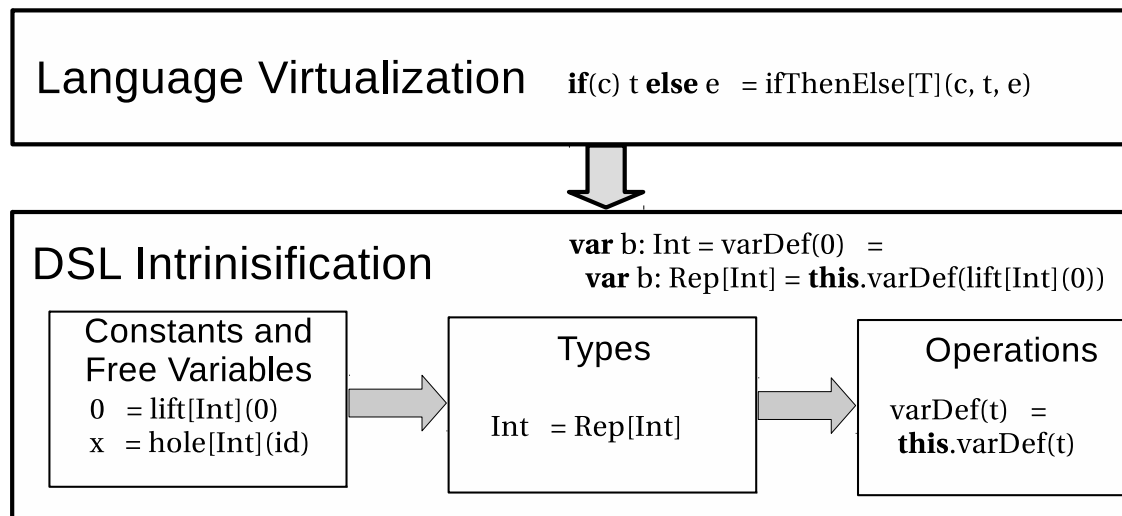 Language Virtualization if(c) t else e = ifThenElse[T](c, t, e)
DSL Intrinisification
var b: Int = varDef(0) =
var b: Rep[Int] = this.varDef(lift[Int](0))
Constants and
Free Variables
0 = lift[Int](0)
x = hole[Int](id)
Types
Int = Rep[Int]
Operations
varDef(t) =
this.varDef(t)